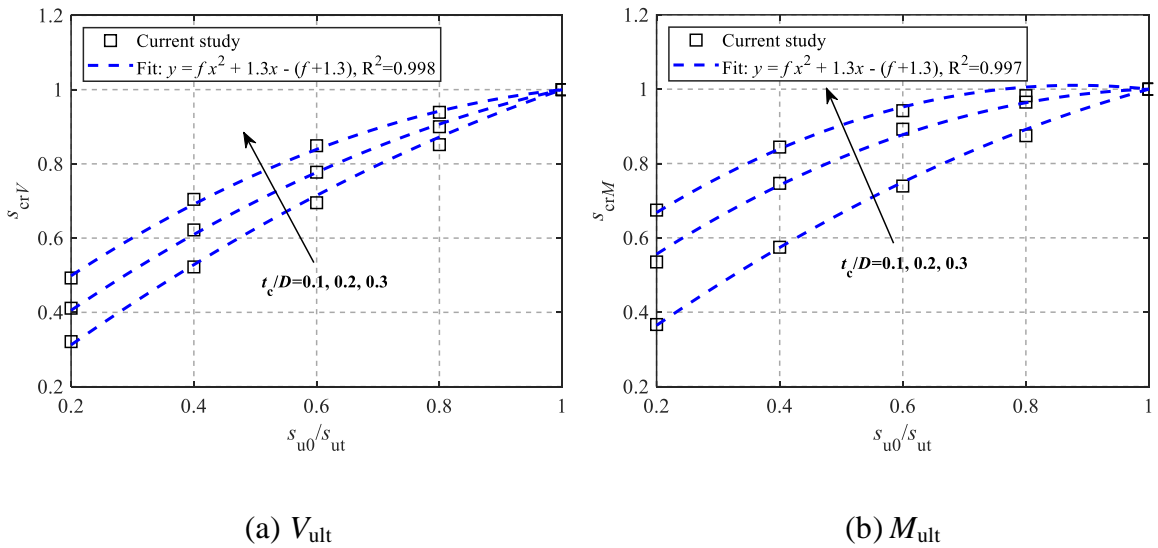 1.2
1
0.8
0.6
0.4
0.2
s_crV
Current study
Fit: y = f x² + 1.3x - (f +1.3), R²=0.998
t_c/D=0.1, 0.2, 0.3
0.2 0.4 0.6 0.8 1
s_u0/s_ut
(a) V_ult
1.2
1
0.8
0.6
0.4
0.2
s_crM
Current study
Fit: y = f x² + 1.3x - (f +1.3), R²=0.997
t_c/D=0.1, 0.2, 0.3
0.2 0.4 0.6 0.8 1
s_u0/s_ut
(b) M_ult